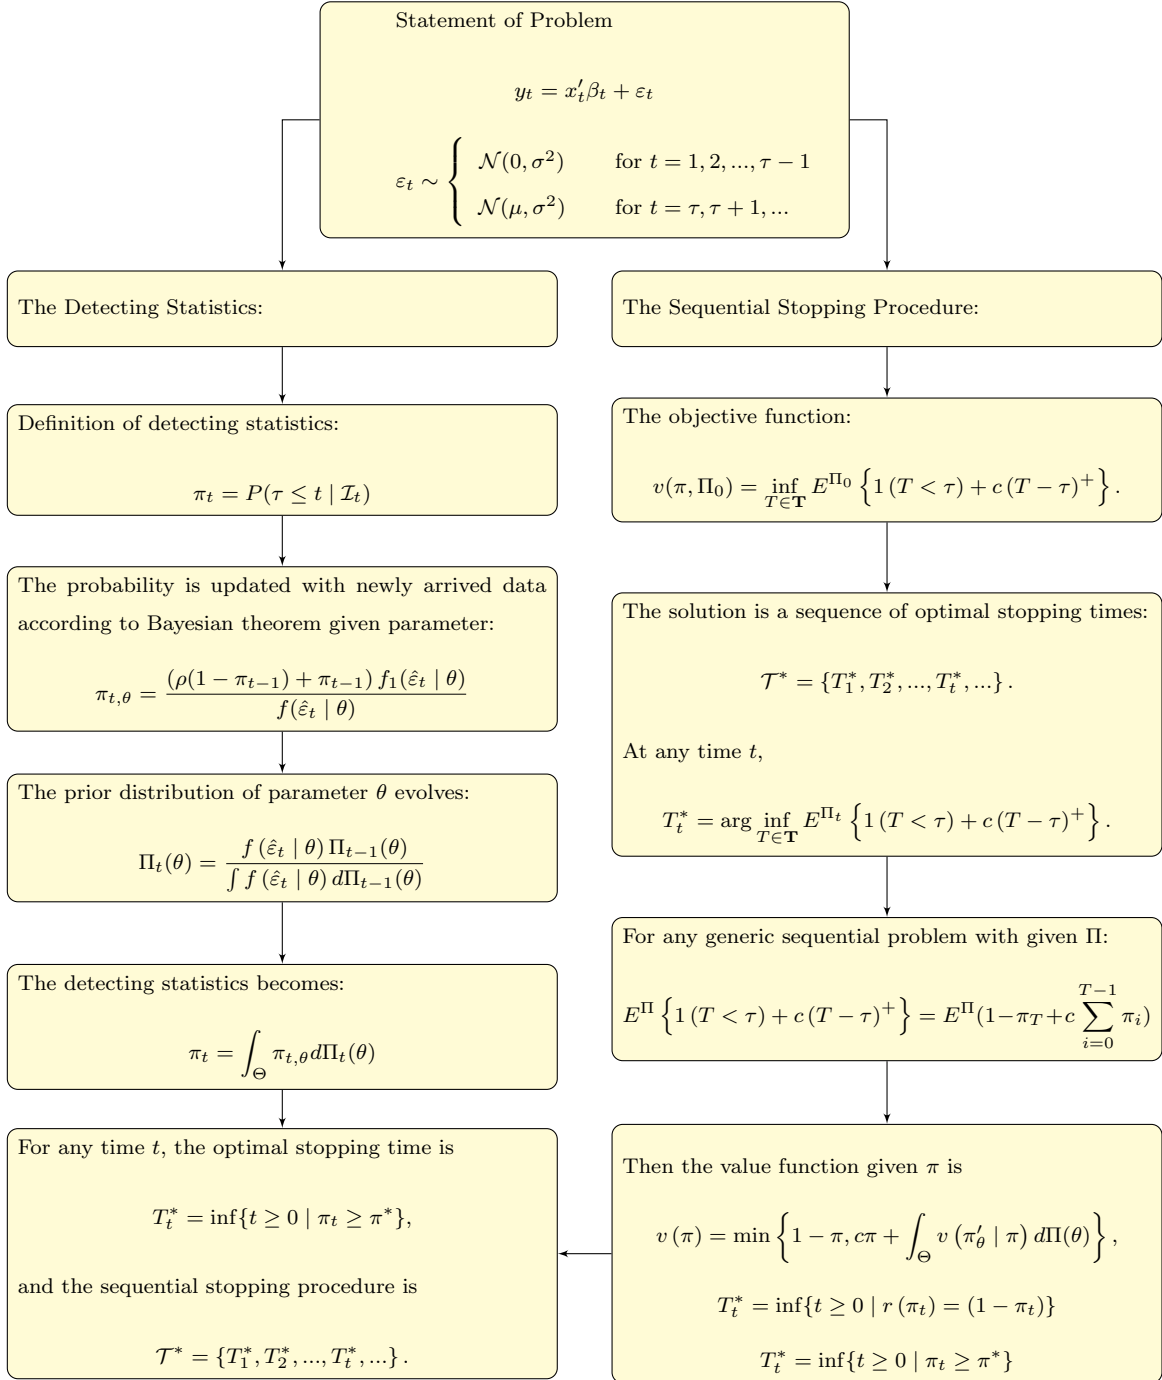 Statement of Problem
y_t = x′_t β_t + ε_t
ε_t ∼ { 𝒩(0, σ²) for t = 1, 2, ..., τ − 1
𝒩(μ, σ²) for t = τ, τ + 1, ...
The Detecting Statistics:
Definition of detecting statistics:
π_t = P(τ ≤ t | ℐ_t)
The probability is updated with newly arrived data
according to Bayesian theorem given parameter:
π_{t,θ} = (ρ(1 − π_{t−1}) + π_{t−1}) f_1(ε̂_t | θ) / f(ε̂_t | θ)
The prior distribution of parameter θ evolves:
Π_t(θ) = f (ε̂_t | θ) Π_{t−1}(θ) / ∫ f (ε̂_t | θ) dΠ_{t−1}(θ)
The detecting statistics becomes:
π_t = ∫_Θ π_{t,θ} dΠ_t(θ)
For any time t, the optimal stopping time is
T*_t = inf{t ≥ 0 | π_t ≥ π*},
and the sequential stopping procedure is
𝒯* = {T*_1, T*_2, ..., T*_t, ...} .
The Sequential Stopping Procedure:
The objective function:
v(π, Π_0) = inf_{T∈𝐓} E^{Π_0} {1 (T < τ) + c (T − τ)^+} .
The solution is a sequence of optimal stopping times:
𝒯* = {T*_1, T*_2, ..., T*_t, ...} .
At any time t,
T*_t = arg inf_{T∈𝐓} E^{Π_t} {1 (T < τ) + c (T − τ)^+} .
For any generic sequential problem with given Π:
E^Π {1 (T < τ) + c (T − τ)^+} = E^Π(1−π_T + c ∑_{i=0}^{T−1} π_i)
Then the value function given π is
v (π) = min {1 − π, cπ + ∫_Θ v (π′_θ | π) dΠ(θ)} ,
T*_t = inf{t ≥ 0 | r (π_t) = (1 − π_t)}
T*_t = inf{t ≥ 0 | π_t ≥ π*}